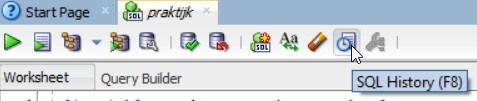 Start Page praktijk
Worksheet Query Builder SQL History (F8)